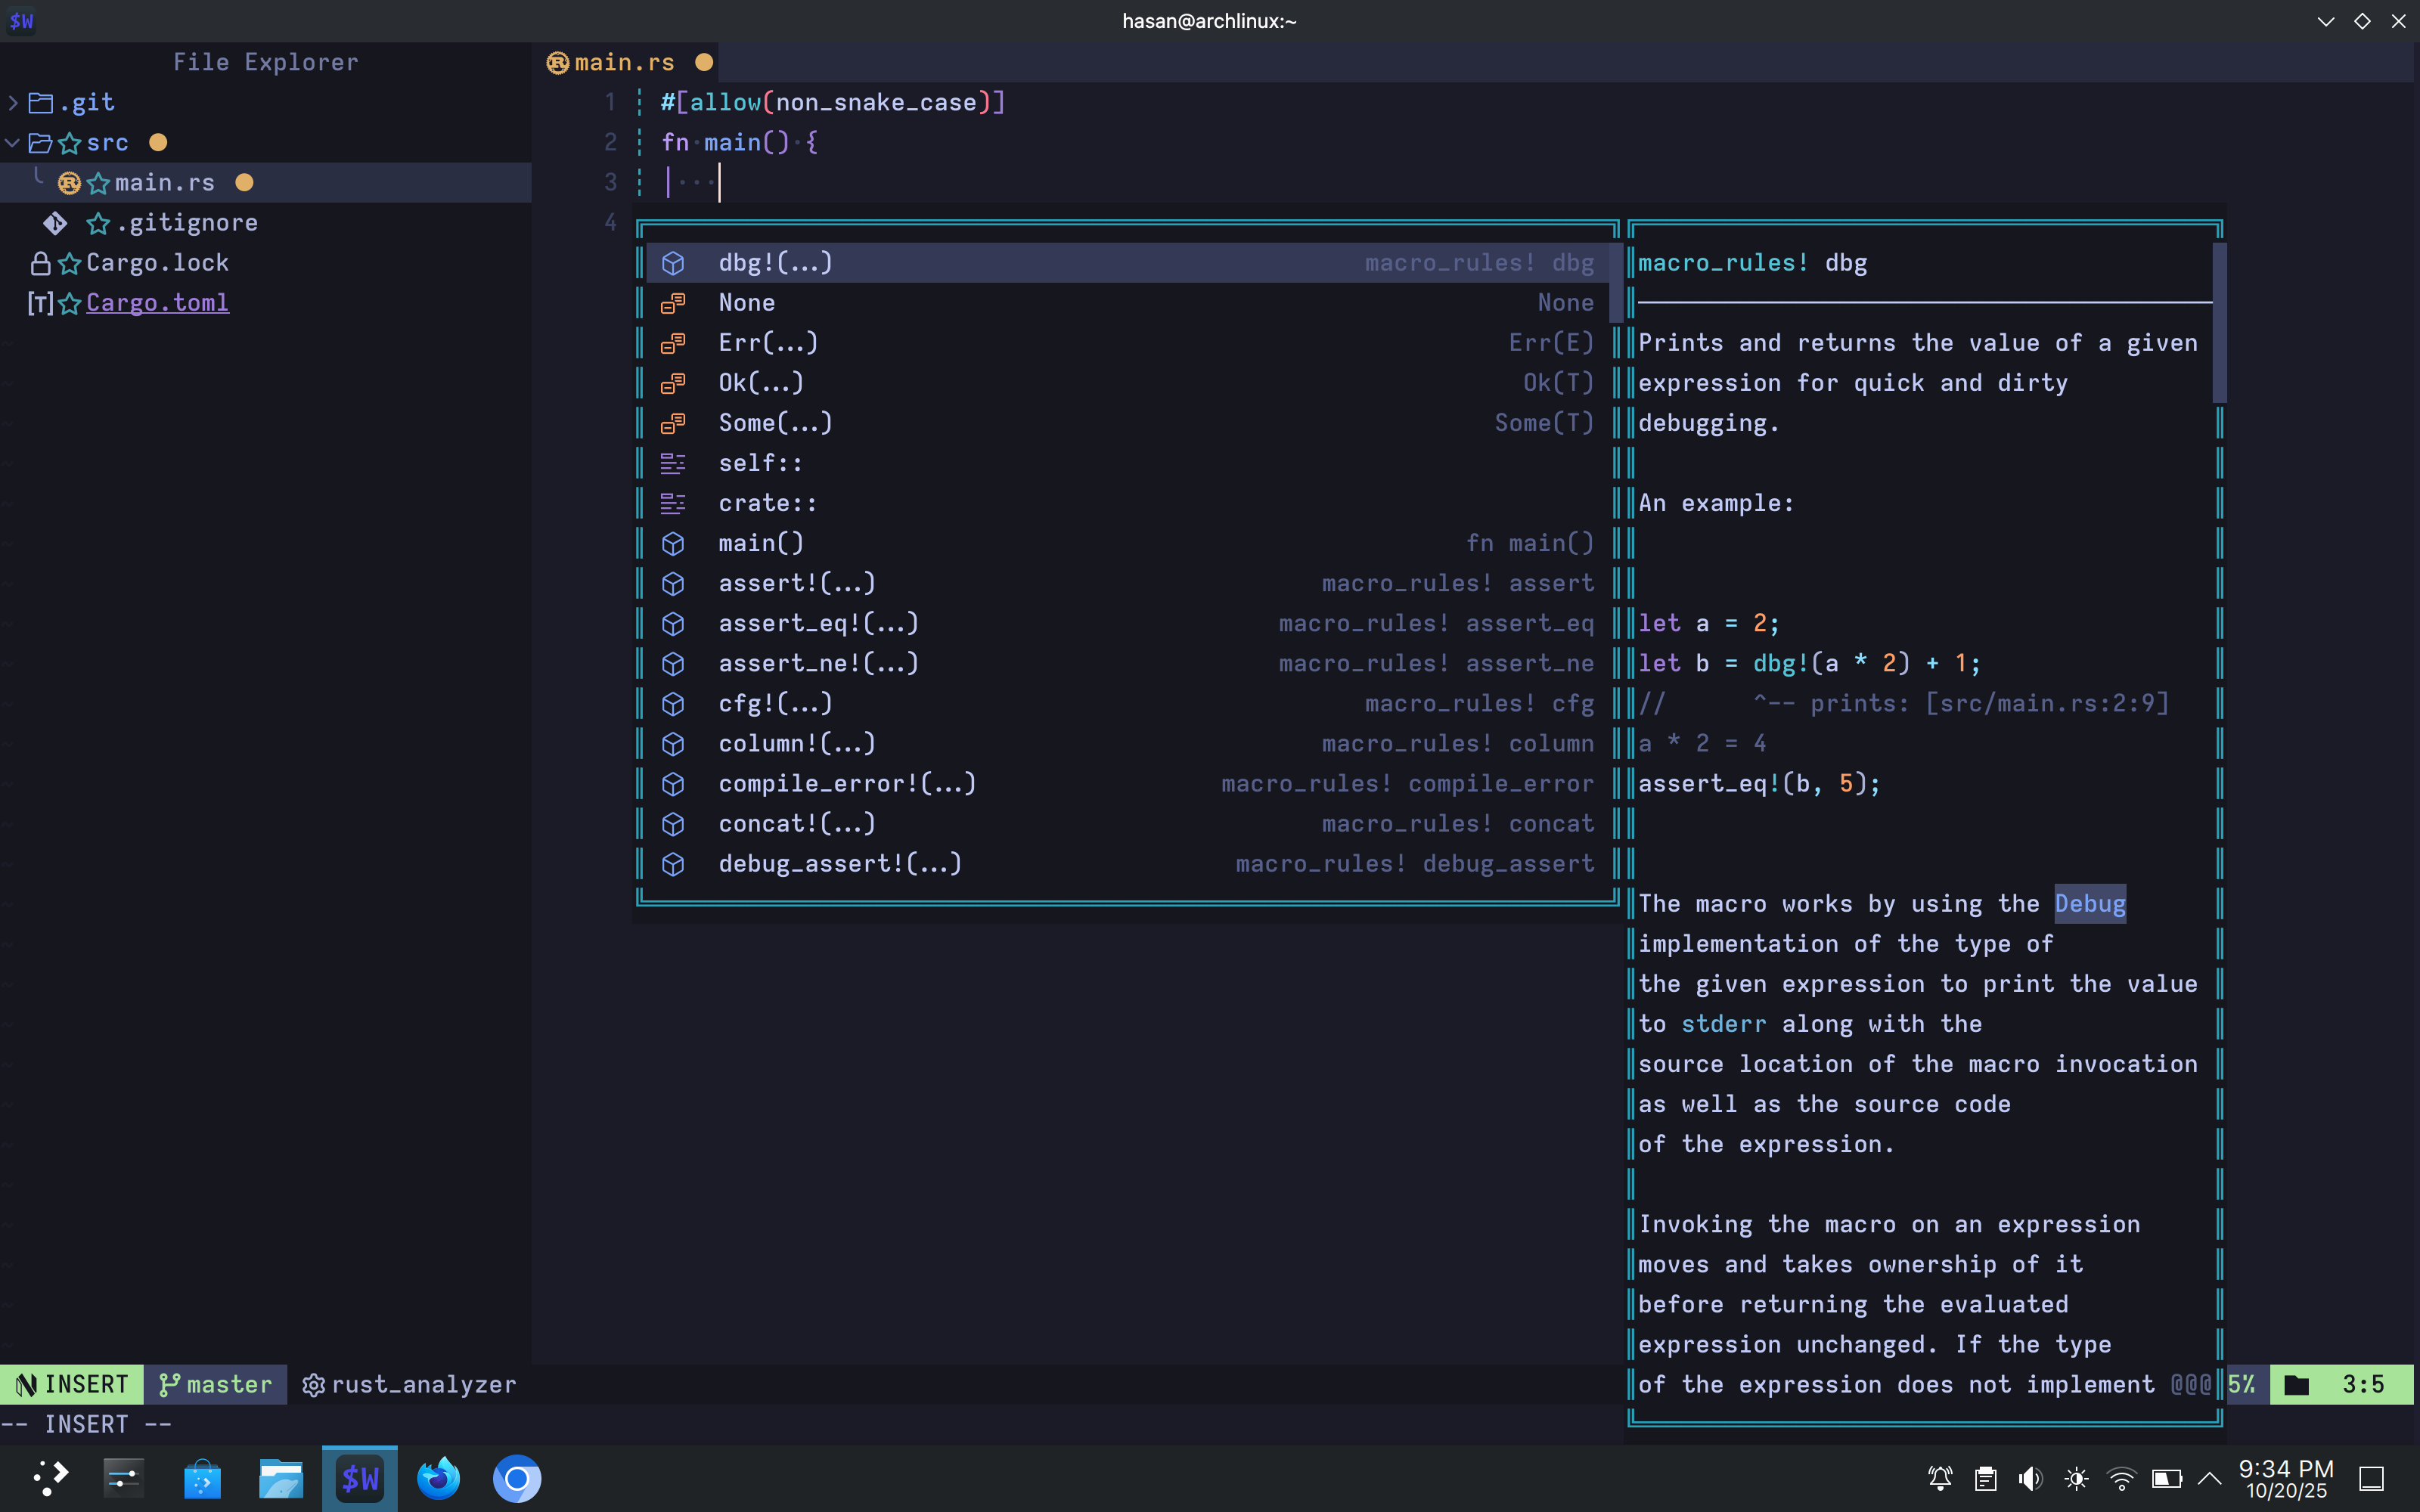 $W
hasan@archlinux:~
File Explorer
.git
src
main.rs
.gitignore
Cargo.lock
[T] Cargo.toml
main.rs
1 #[allow(non_snake_case)]
2 fn main() {
3
4
dbg!(...) macro_rules! dbg
None None
Err(...) Err(E)
Ok(...) Ok(T)
Some(...) Some(T)
self::
crate::
main() fn main()
assert!(...) macro_rules! assert
assert_eq!(...) macro_rules! assert_eq
assert_ne!(...) macro_rules! assert_ne
cfg!(...) macro_rules! cfg
column!(...) macro_rules! column
compile_error!(...) macro_rules! compile_error
concat!(...) macro_rules! concat
debug_assert!(...) macro_rules! debug_assert
macro_rules! dbg
Prints and returns the value of a given
expression for quick and dirty
debugging.
An example:
let a = 2;
let b = dbg!(a * 2) + 1;
//      ^-- prints: [src/main.rs:2:9]
a * 2 = 4
assert_eq!(b, 5);
The macro works by using the Debug
implementation of the type of
the given expression to print the value
to stderr along with the
source location of the macro invocation
as well as the source code
of the expression.
Invoking the macro on an expression
moves and takes ownership of it
before returning the evaluated
expression unchanged. If the type
of the expression does not implement @@@
INSERT master rust_analyzer 5% 3:5
-- INSERT --
$W
9:34 PM
10/20/25